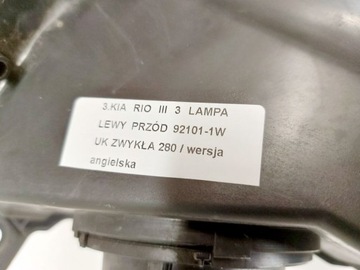 3.KIA RIO III 3 LAMPA
LEWY PRZÓD 92101-1W
UK ZWYKŁA 280 / wersja
angielska